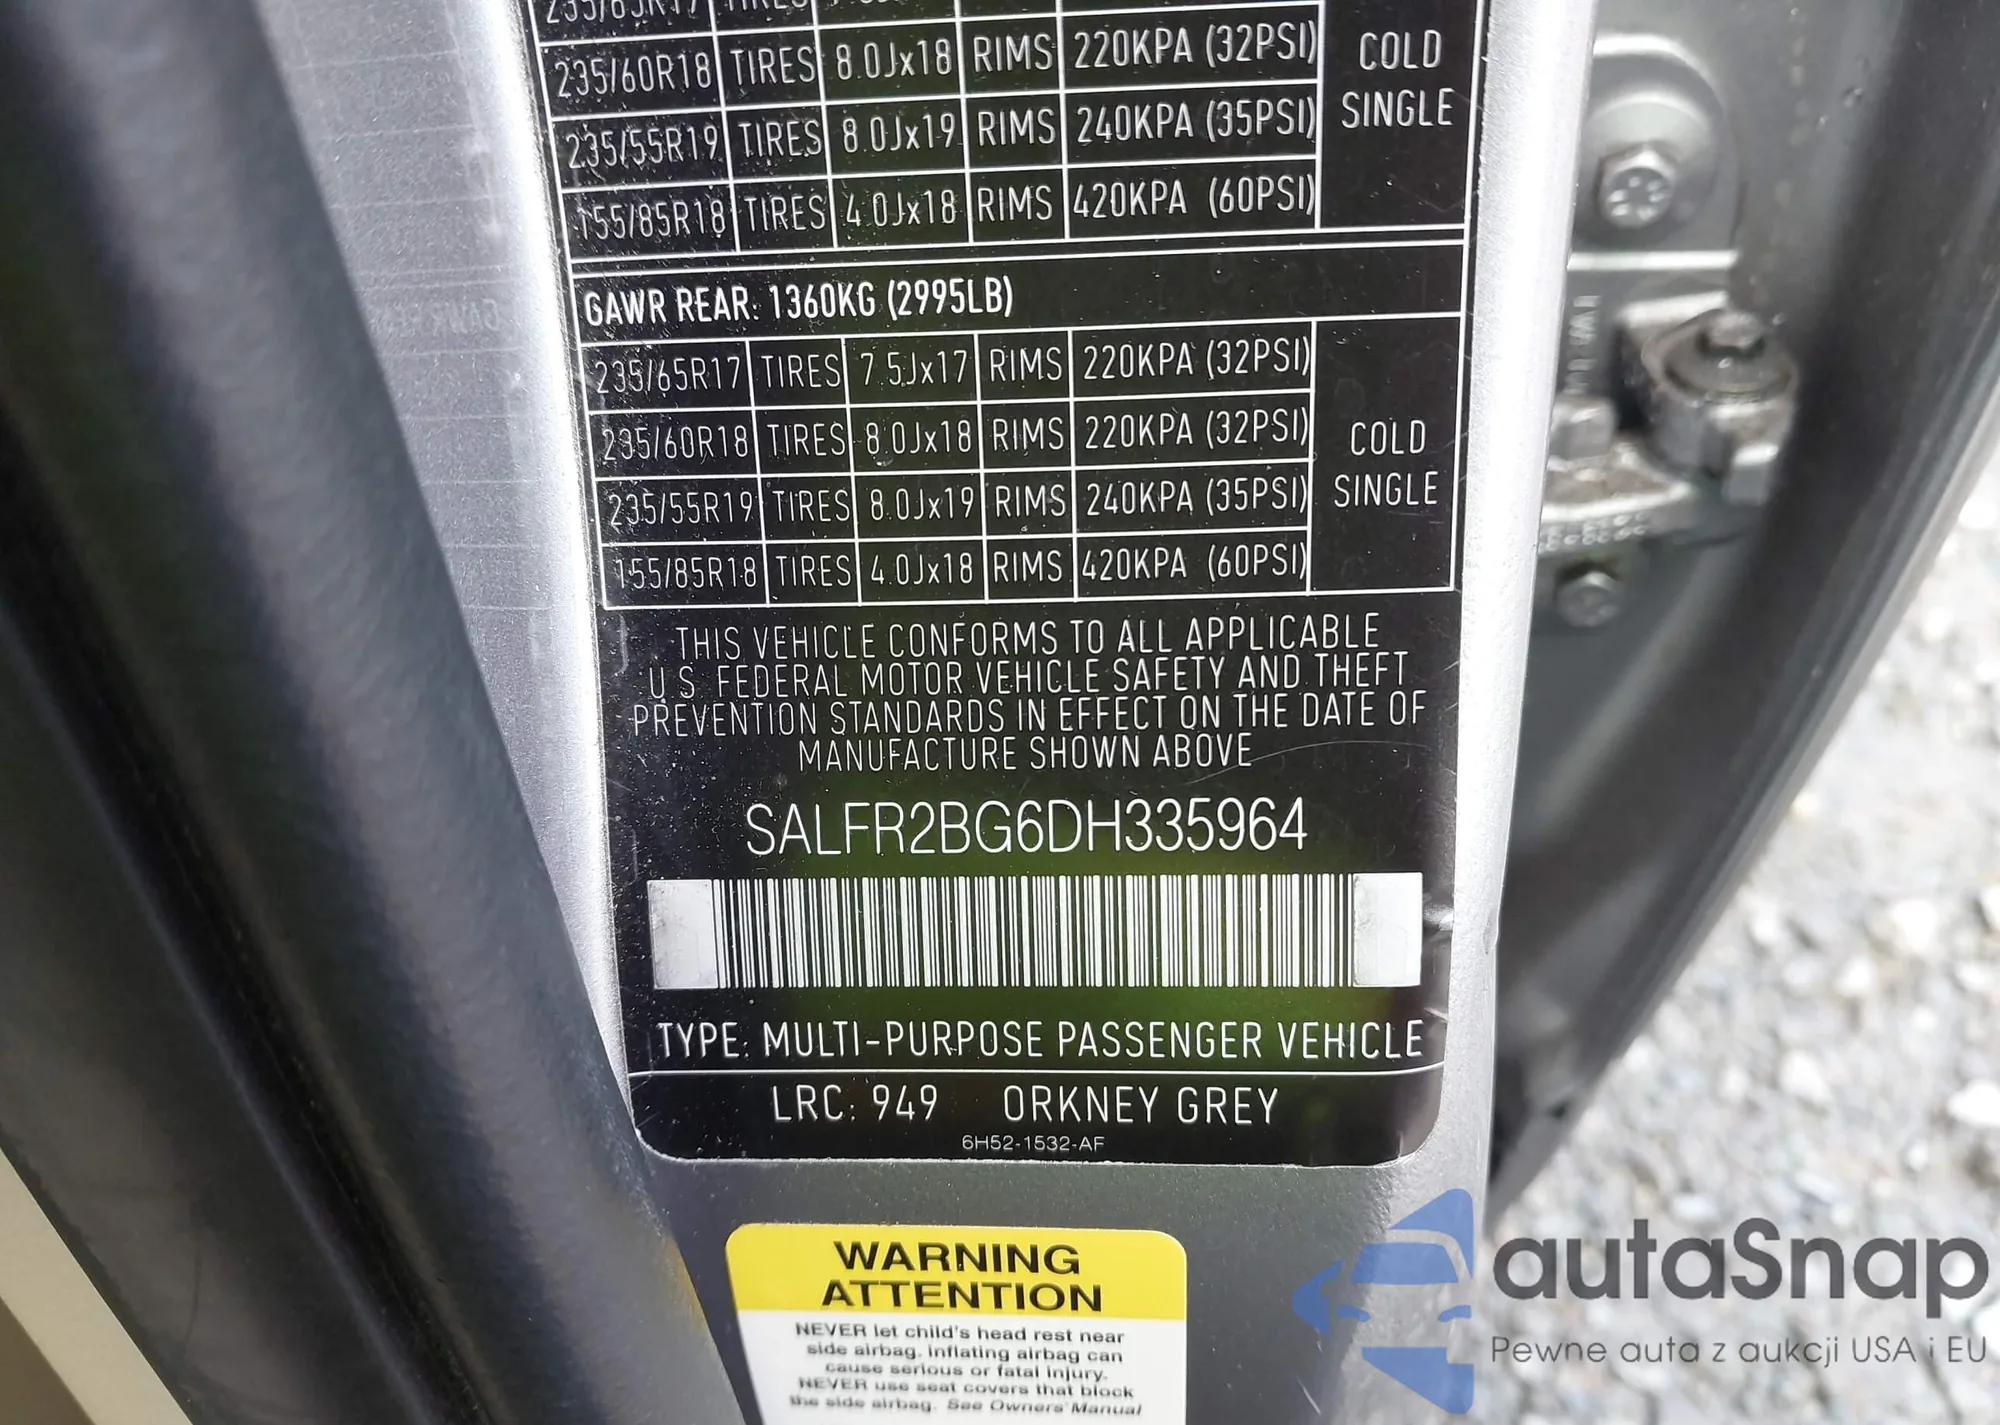 235/65R17 TIRES
235/60R18 TIRES 8.0Jx18 RIMS 220KPA (32PSI)
235/55R19 TIRES 8.0Jx19 RIMS 240KPA (35PSI)
155/85R18 TIRES 4.0Jx18 RIMS 420KPA (60PSI)
COLD
SINGLE
GAWR REAR: 1360KG (2995LB)
235/65R17 TIRES 7.5Jx17 RIMS 220KPA (32PSI)
235/60R18 TIRES 8.0Jx18 RIMS 220KPA (32PSI)
235/55R19 TIRES 8.0Jx19 RIMS 240KPA (35PSI)
155/85R18 TIRES 4.0Jx18 RIMS 420KPA (60PSI)
COLD
SINGLE
THIS VEHICLE CONFORMS TO ALL APPLICABLE
U.S. FEDERAL MOTOR VEHICLE SAFETY AND THEFT
PREVENTION STANDARDS IN EFFECT ON THE DATE OF
MANUFACTURE SHOWN ABOVE
SALFR2BG6DH335964
TYPE: MULTI-PURPOSE PASSENGER VEHICLE
LRC: 949 ORKNEY GREY
6H52-1532-AF
WARNING
ATTENTION
NEVER let child's head rest near
side airbag. Inflating airbag can
cause serious or fatal injury.
NEVER use seat covers that block
the side airbag. See Owners' Manual
autaSnap
Pewne auta z aukcji USA i EU